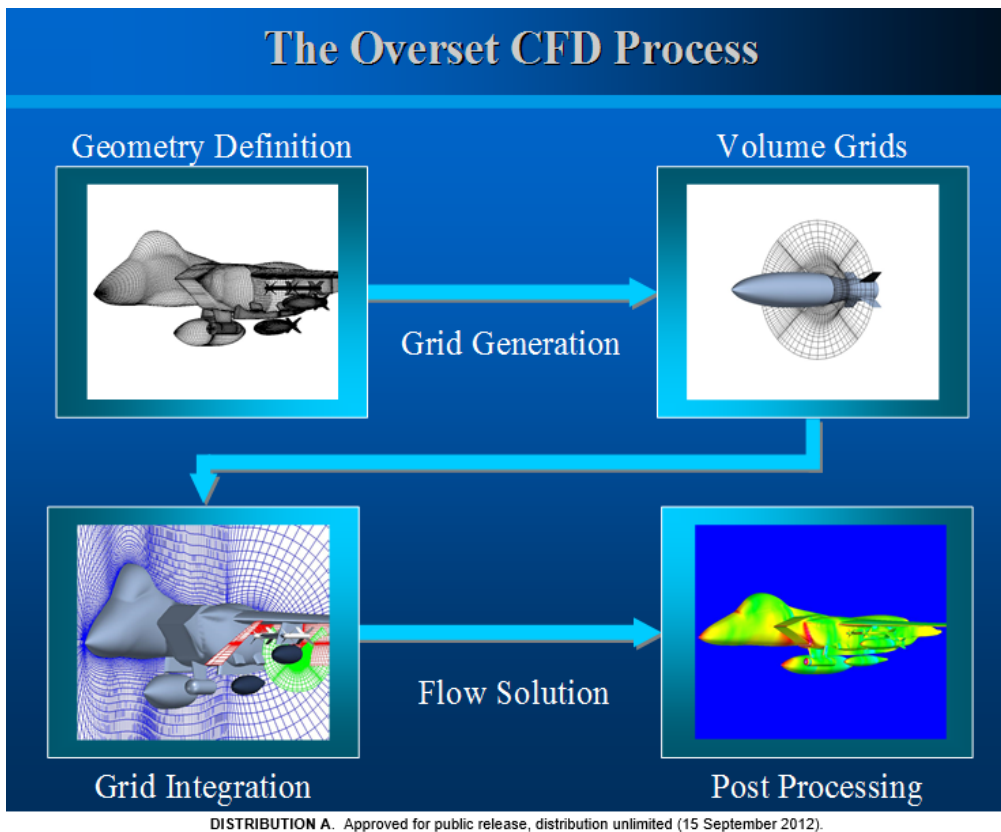 The Overset CFD Process
Geometry Definition
Volume Grids
Grid Generation
Flow Solution
Grid Integration
Post Processing
DISTRIBUTION A. Approved for public release, distribution unlimited (15 September 2012).